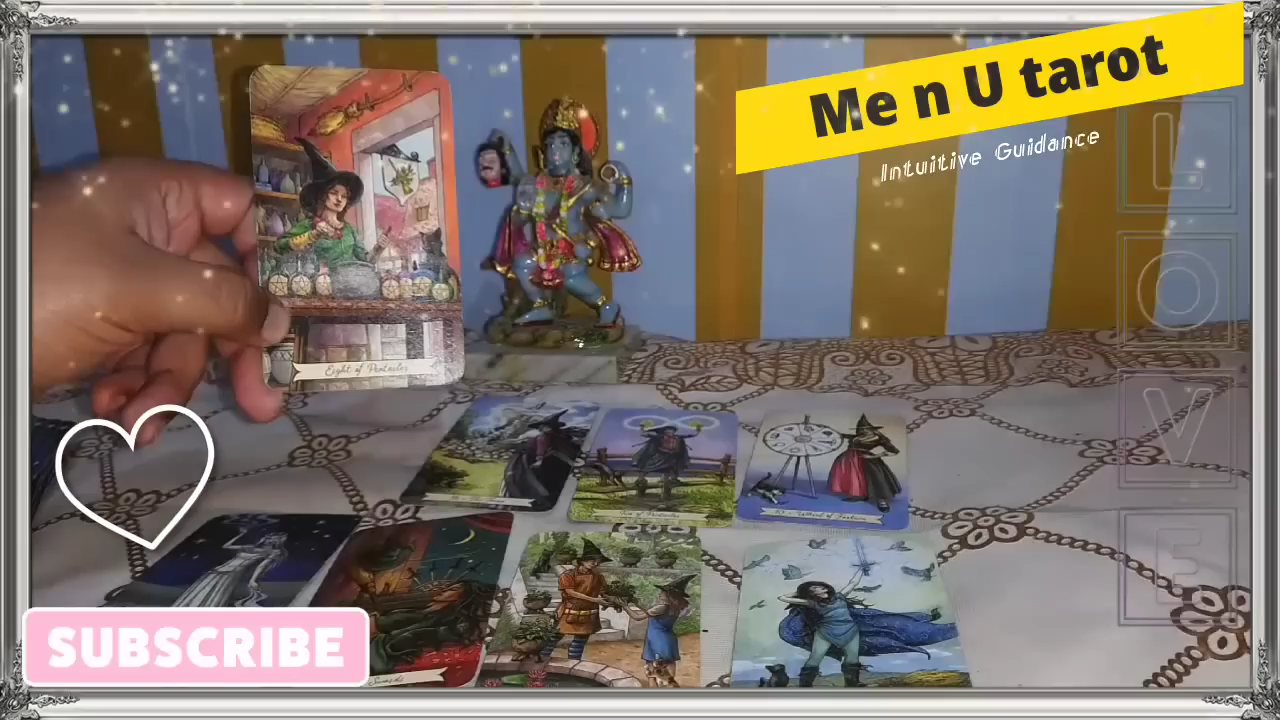 Me n U tarot
Intuitive Guidance
L
O
V
E
Eight of Pentacles
SUBSCRIBE